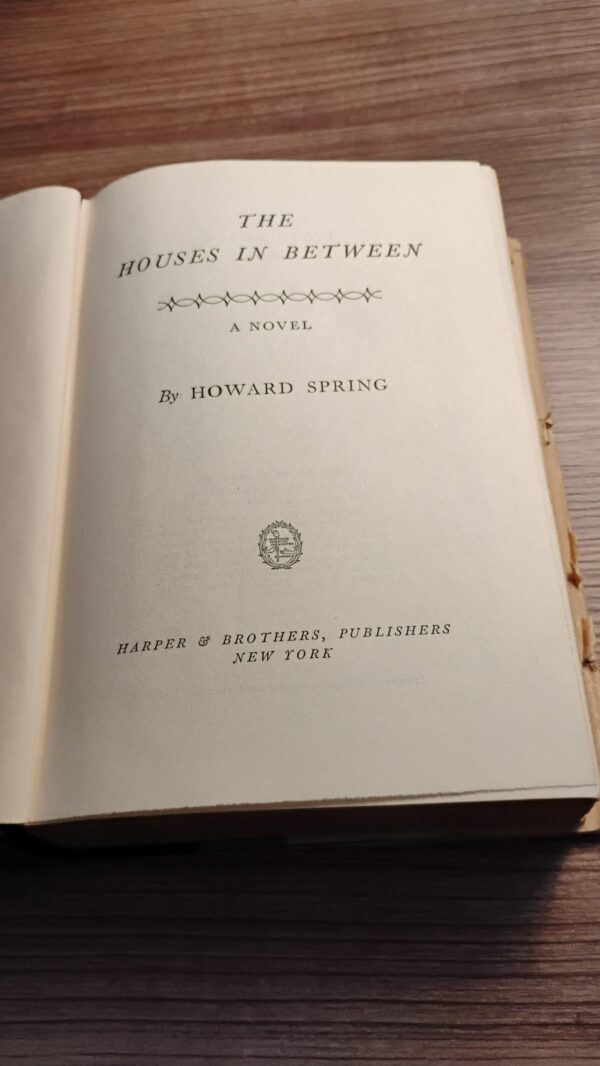 THE
HOUSES IN BETWEEN
A NOVEL
By HOWARD SPRING
HARPER & BROTHERS, PUBLISHERS
NEW YORK